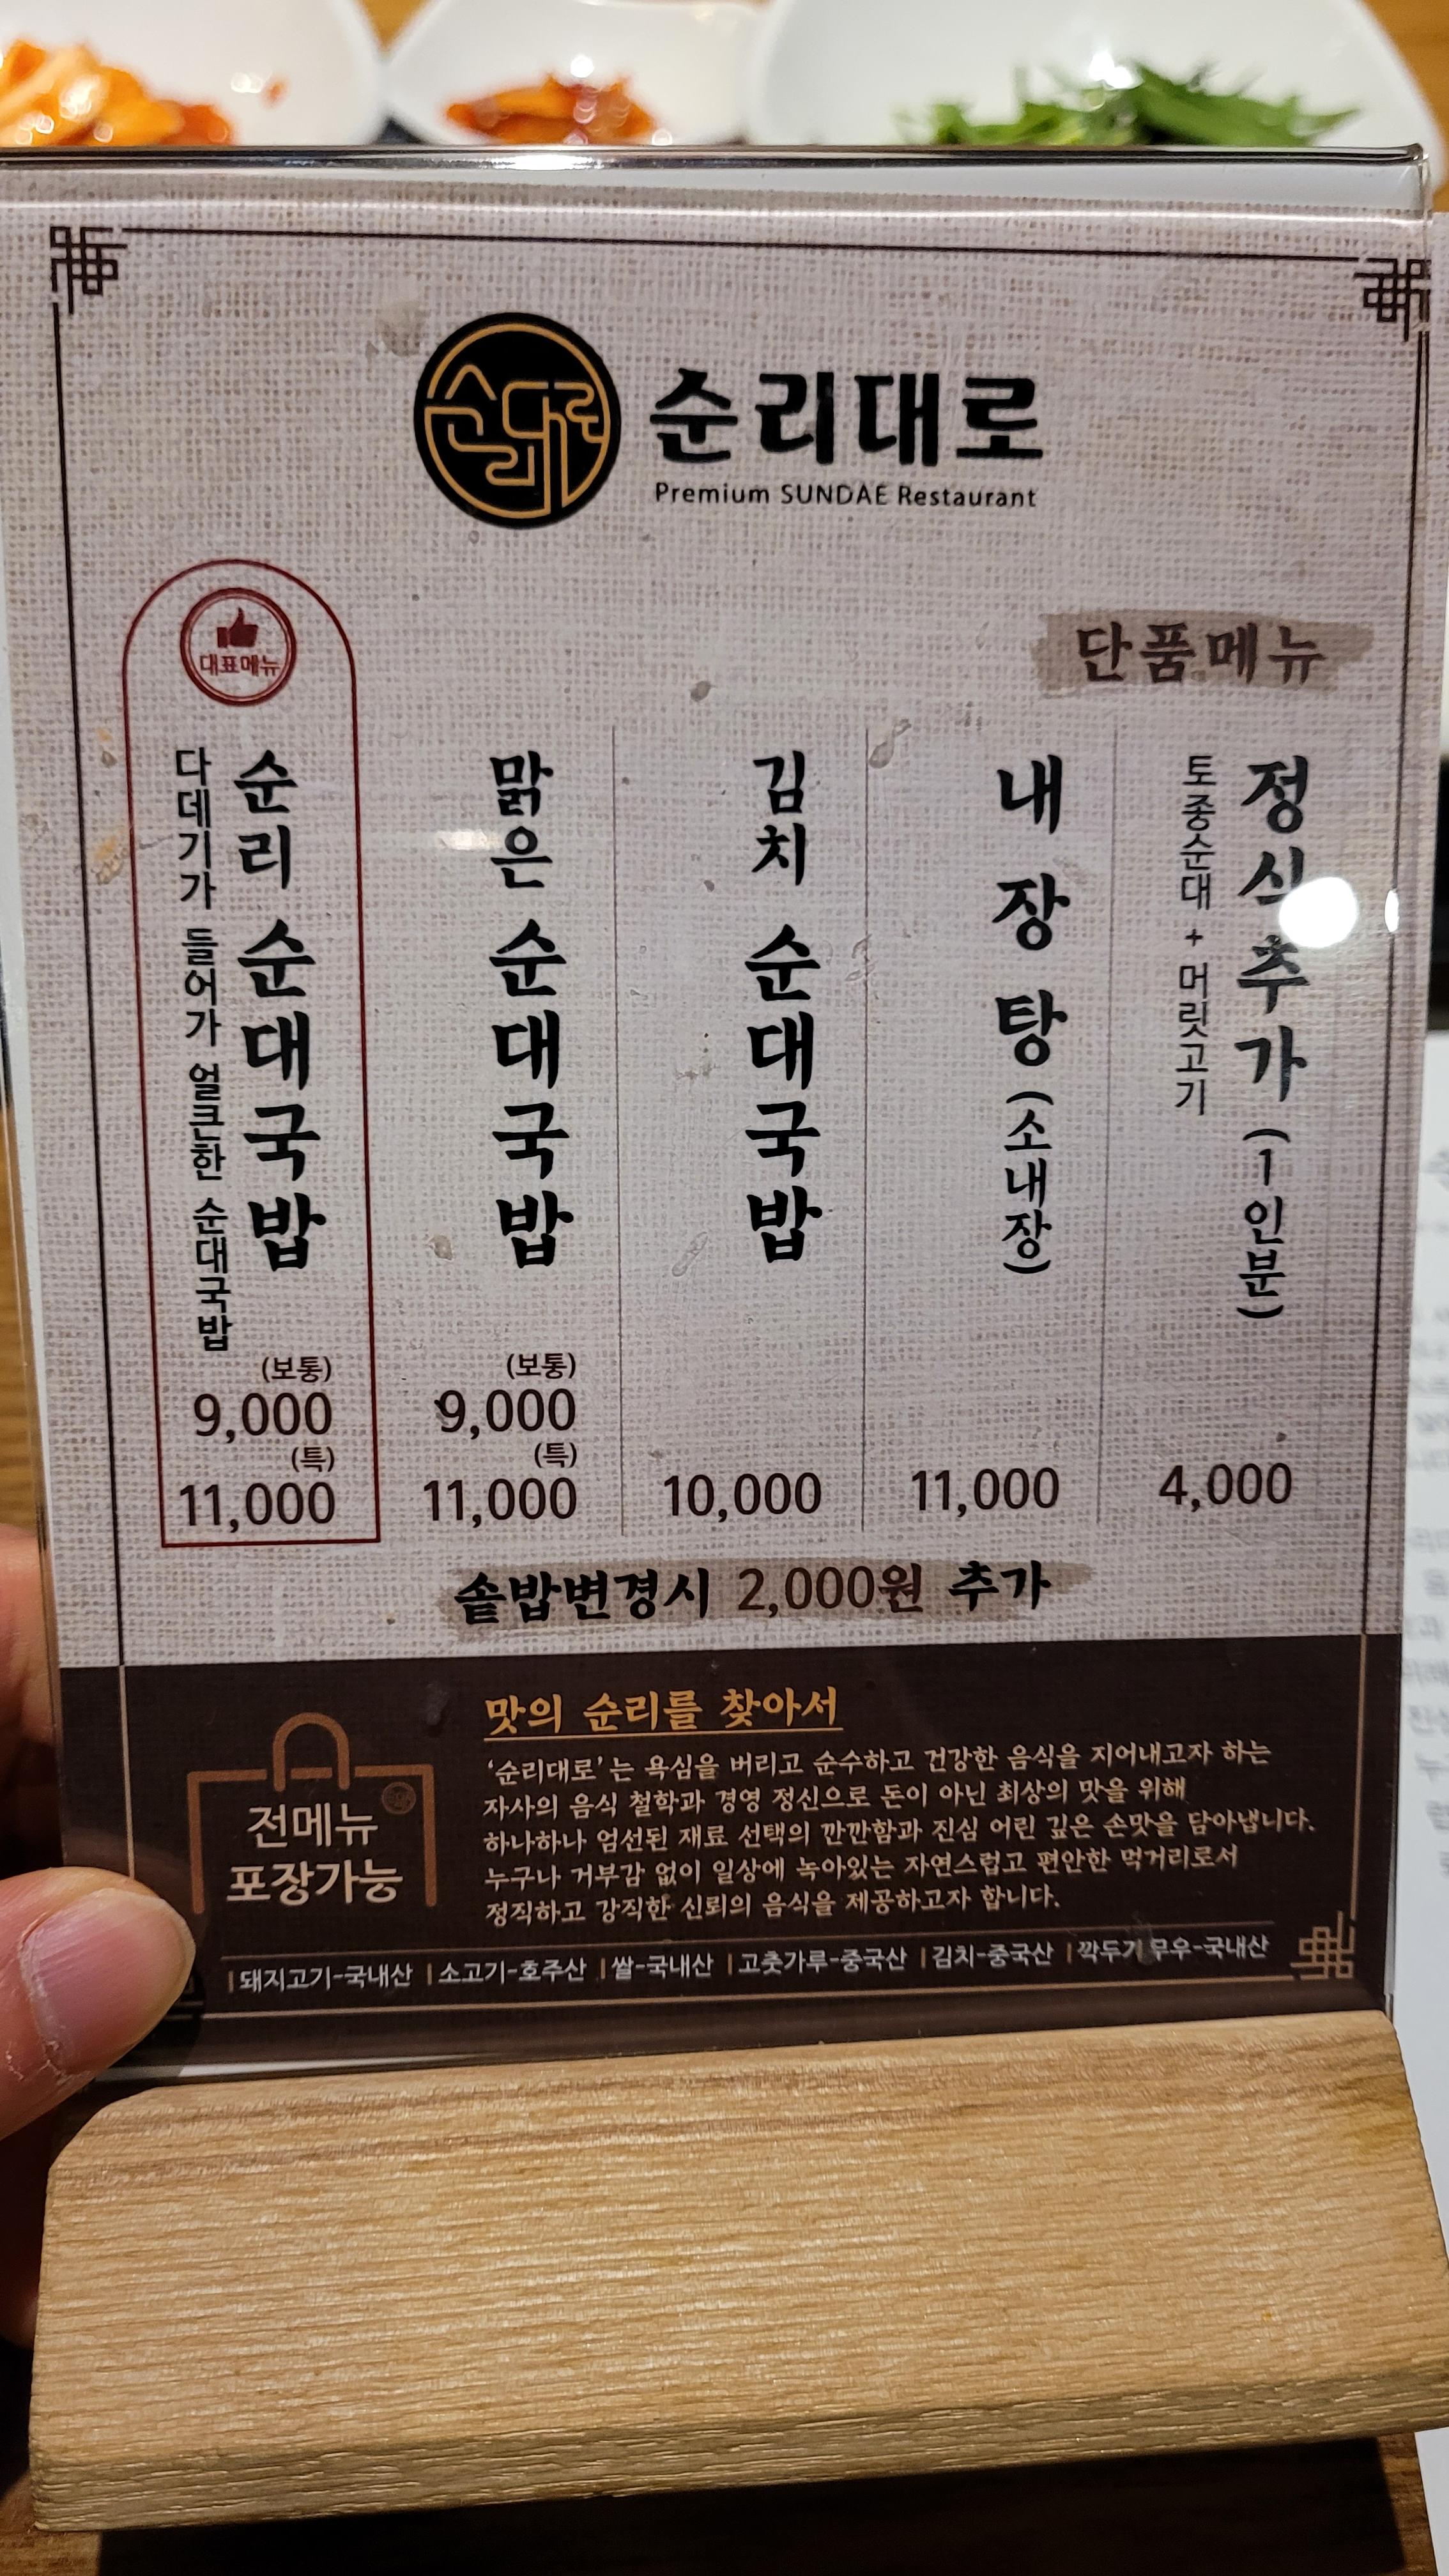 순리대로
Premium SUNDAE Restaurant
단품메뉴
대표메뉴
순리 순대국밥
다데기가 들어가 얼큰한 순대국밥
(보통)
9,000
(특)
11,000
맑은 순대국밥
(보통)
9,000
(특)
11,000
김치 순대국밥
10,000
내장탕 (소내장)
11,000
정식추가 (1인분)
토종순대 + 머릿고기
4,000
솥밥변경시 2,000원 추가
전메뉴
포장가능
맛의 순리를 찾아서
'순리대로'는 욕심을 버리고 순수하고 건강한 음식을 지어내고자 하는
자사의 음식 철학과 경영 정신으로 돈이 아닌 최상의 맛을 위해
하나하나 엄선된 재료 선택의 깐깐함과 진심 어린 깊은 손맛을 담아냅니다.
누구나 거부감 없이 일상에 녹아있는 자연스럽고 편안한 먹거리로서
정직하고 강직한 신뢰의 음식을 제공하고자 합니다.
| 돼지고기-국내산 | 소고기-호주산 | 쌀-국내산 | 고춧가루-중국산 | 김치-중국산 | 깍두기 무우-국내산